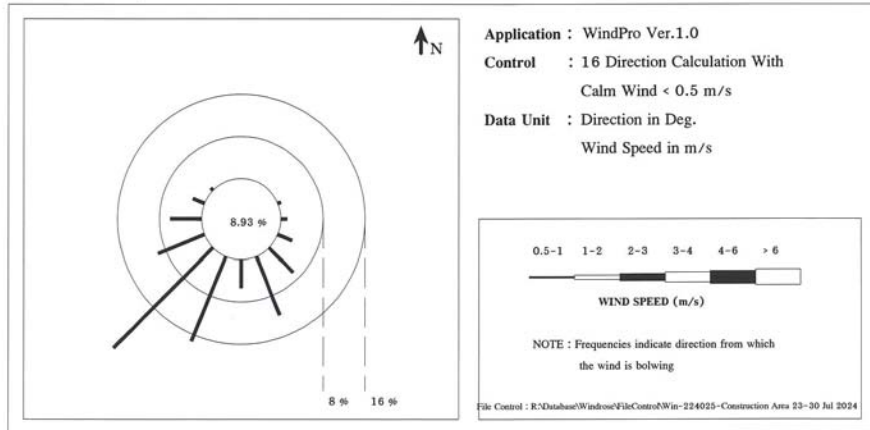 N
8.93 %
8 %
16 %
Application : WindPro Ver.1.0
Control : 16 Direction Calculation With
Calm Wind < 0.5 m/s
Data Unit : Direction in Deg.
Wind Speed in m/s
0.5-1 1-2 2-3 3-4 4-6 > 6
WIND SPEED (m/s)
NOTE : Frequencies indicate direction from which
the wind is bolwing
File Control : R:\Database\Windrose\FileControl\Win-224025-Construction Area 23-30 Jul 2024